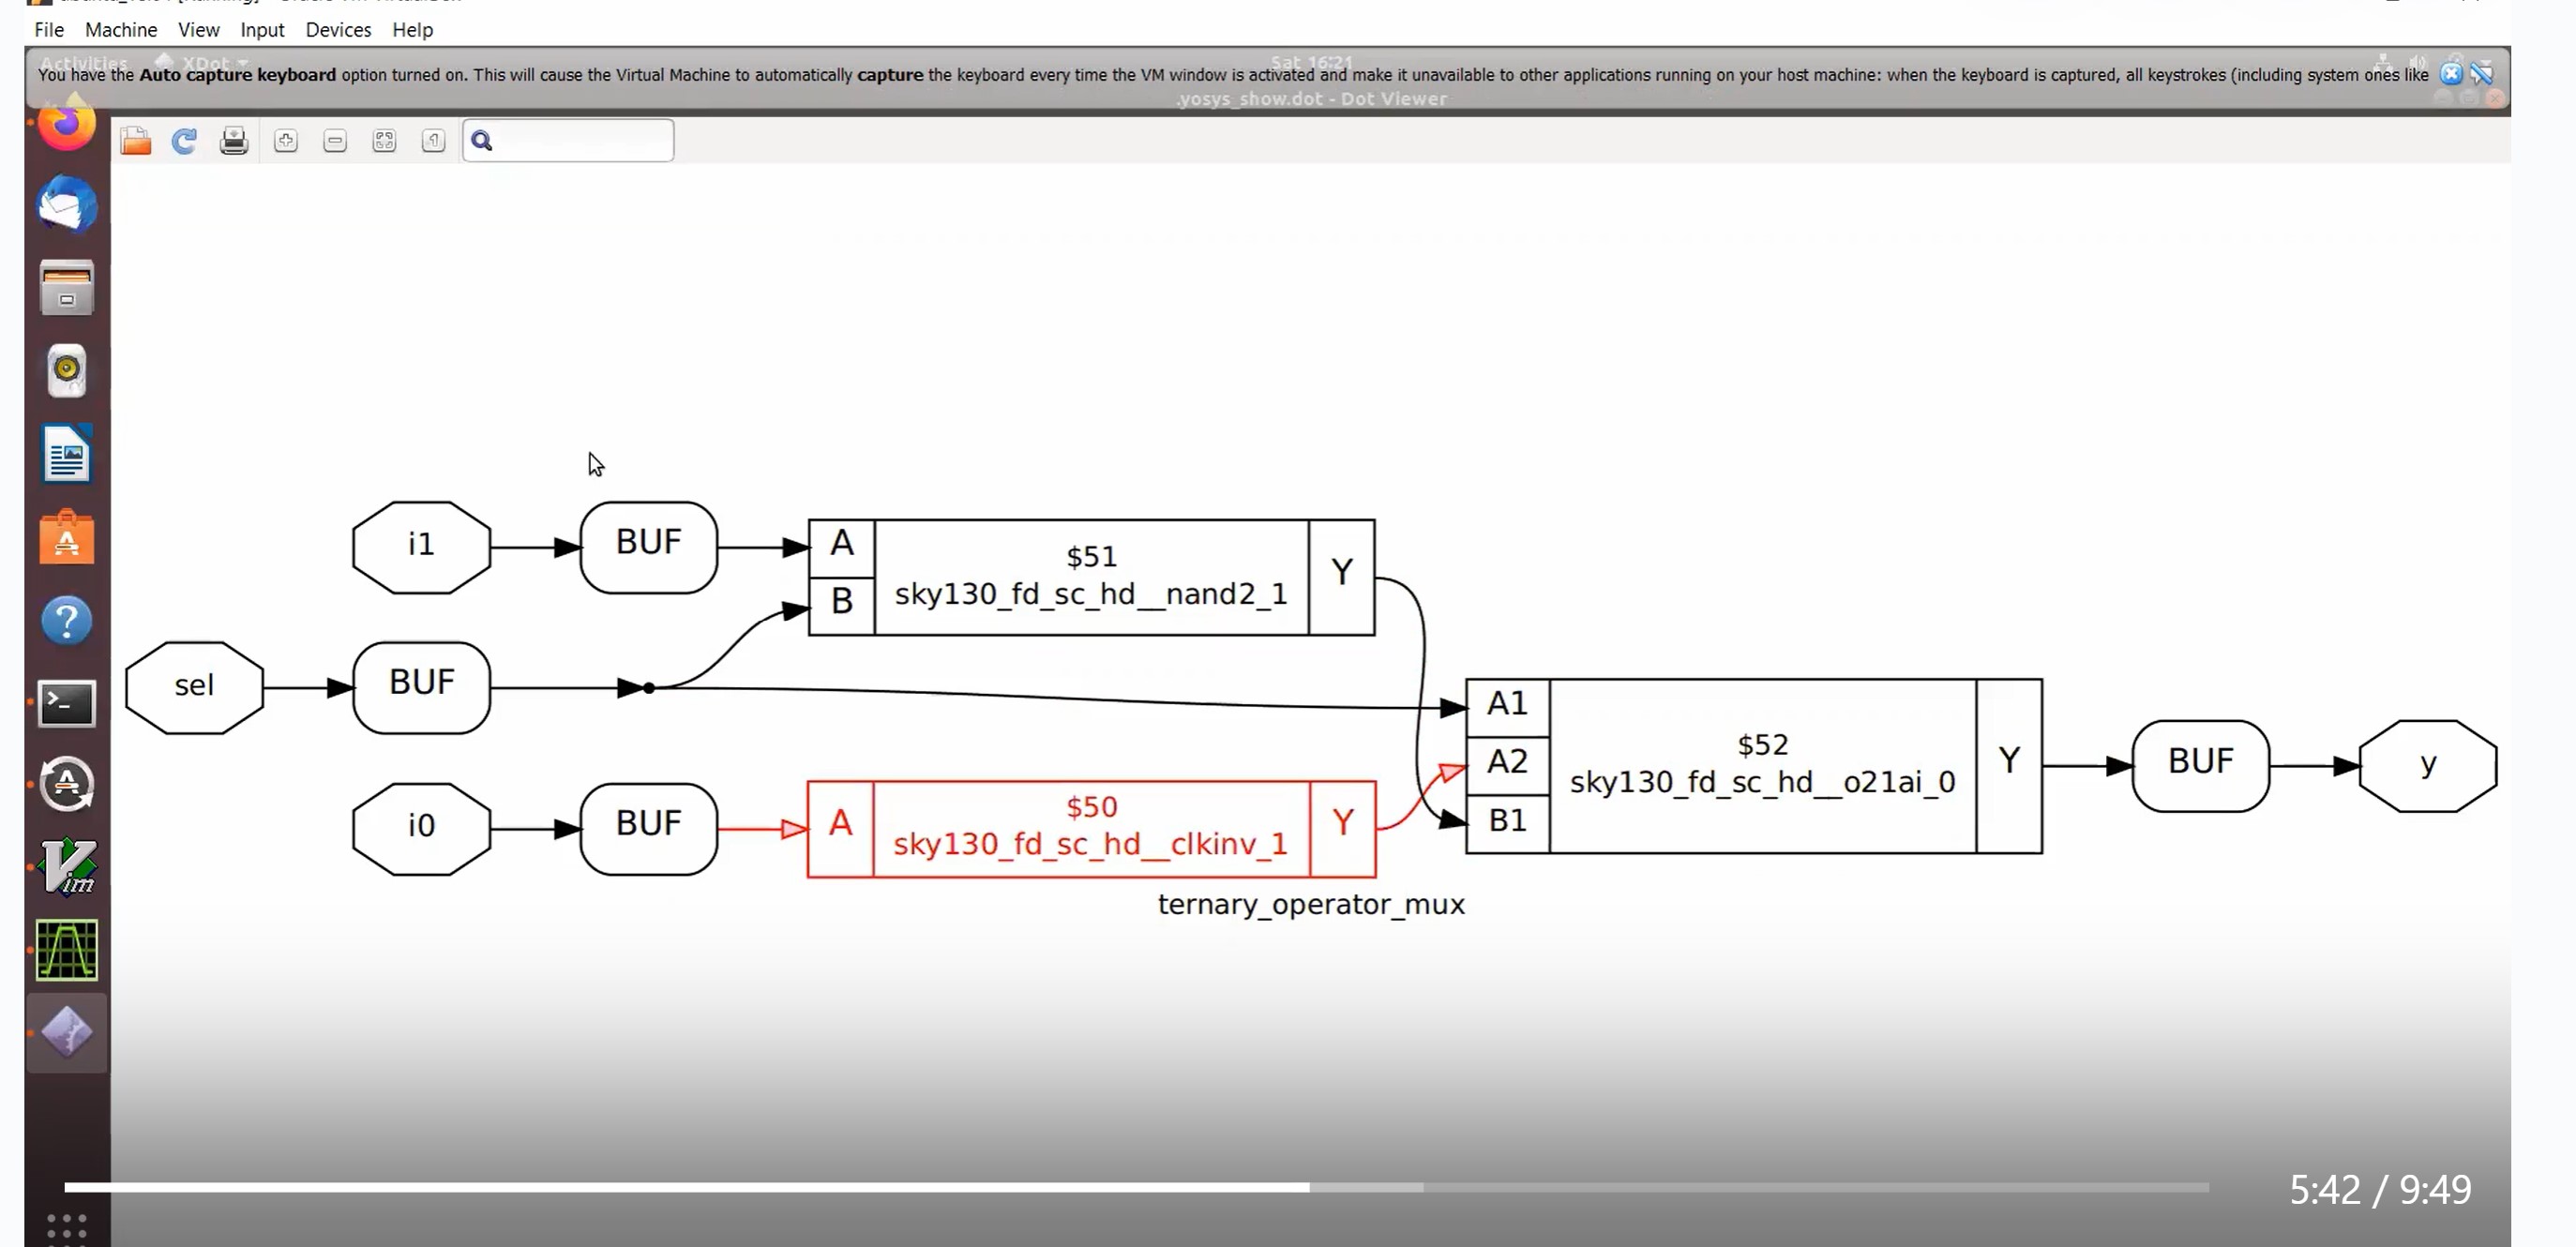 File Machine View Input Devices Help
Activities XDot Sat 16:21
You have the Auto capture keyboard option turned on. This will cause the Virtual Machine to automatically capture the keyboard every time the VM window is activated and make it unavailable to other applications running on your host machine: when the keyboard is captured, all keystrokes (including system ones like
.yosys_show.dot - Dot Viewer
i1 BUF A
B
$51
sky130_fd_sc_hd__nand2_1
Y
sel BUF
i0 BUF A
$50
sky130_fd_sc_hd__clkinv_1
Y
A1
A2
B1
$52
sky130_fd_sc_hd__o21ai_0
Y BUF y
ternary_operator_mux
5:42 / 9:49